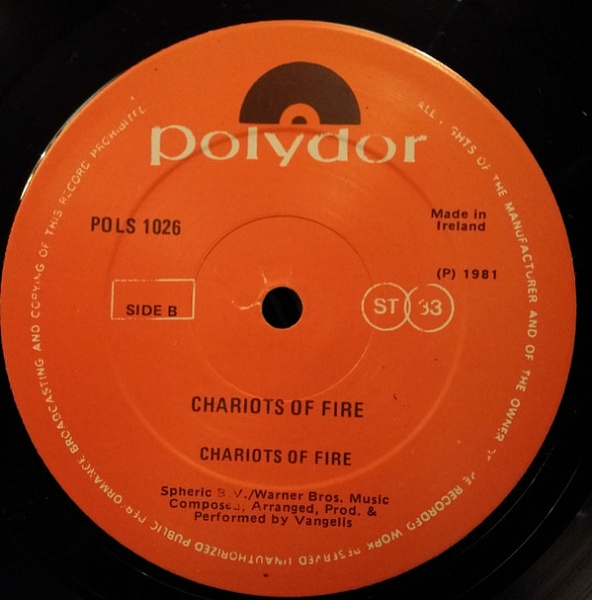 polydor
POLS 1026
Made in
Ireland
(P) 1981
SIDE B
ST 33
CHARIOTS OF FIRE
CHARIOTS OF FIRE
Spheric B.V./Warner Bros. Music
Composed, Arranged, Prod. &
Performed by Vangelis
ALL RIGHTS OF THE MANUFACTURER AND OF THE OWNER OF THE RECORDED WORK RESERVED UNAUTHORIZED PUBLIC PERFORMANCE BROADCASTING AND COPYING OF THIS RECORD PROHIBITED